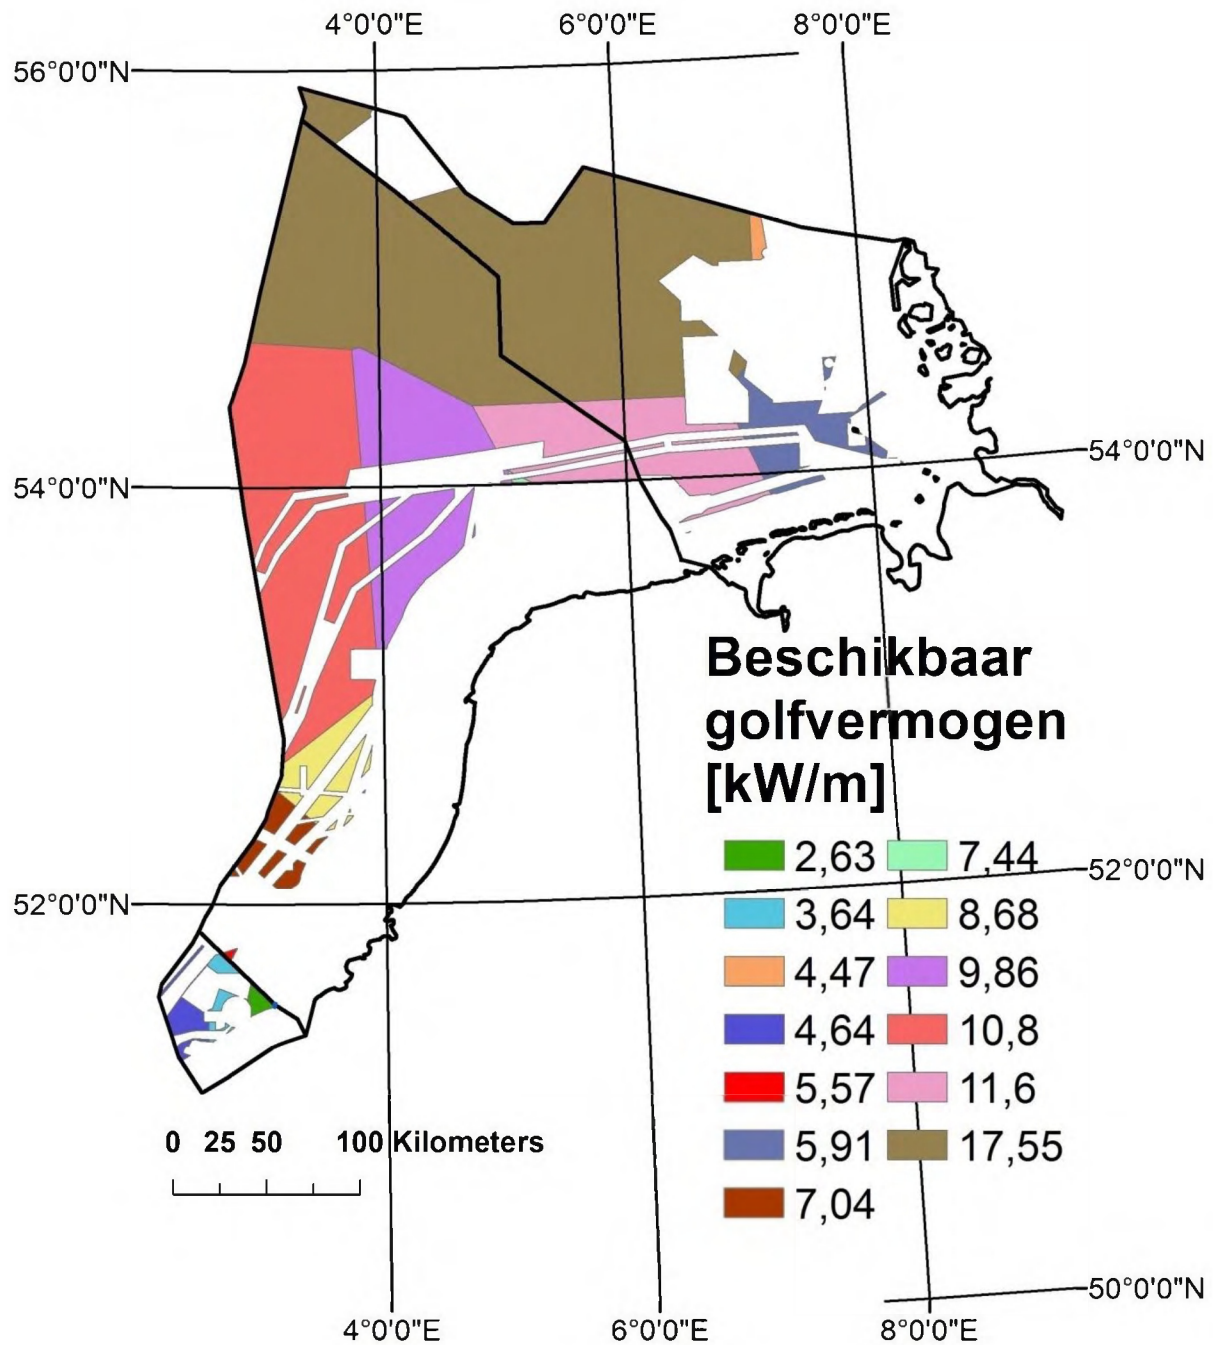 4°0'0"E 6°0'0"E 8°0'0"E
56°0'0"N
54°0'0"N
54°0'0"N
Beschikbaar
golfvermogen
[kW/m]
2,63 7,44
52°0'0"N
52°0'0"N
3,64 8,68
4,47 9,86
4,64 10,8
5,57 11,6
5,91 17,55
7,04
0 25 50 100 Kilometers
50°0'0"N
4°0'0"E 6°0'0"E 8°0'0"E